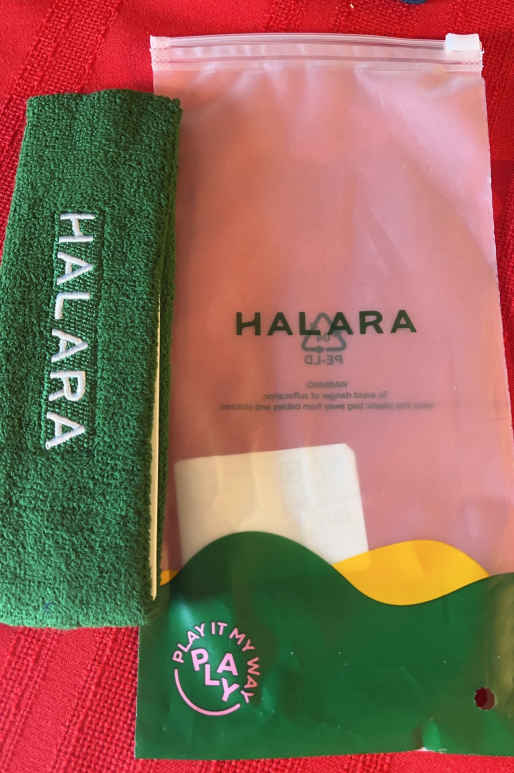 HALARA
HALARA
04
PE-LD
WARNING
To avoid danger of suffocation,
keep this plastic bag away from babies and children.
PLAY IT MY WAY
PLAY